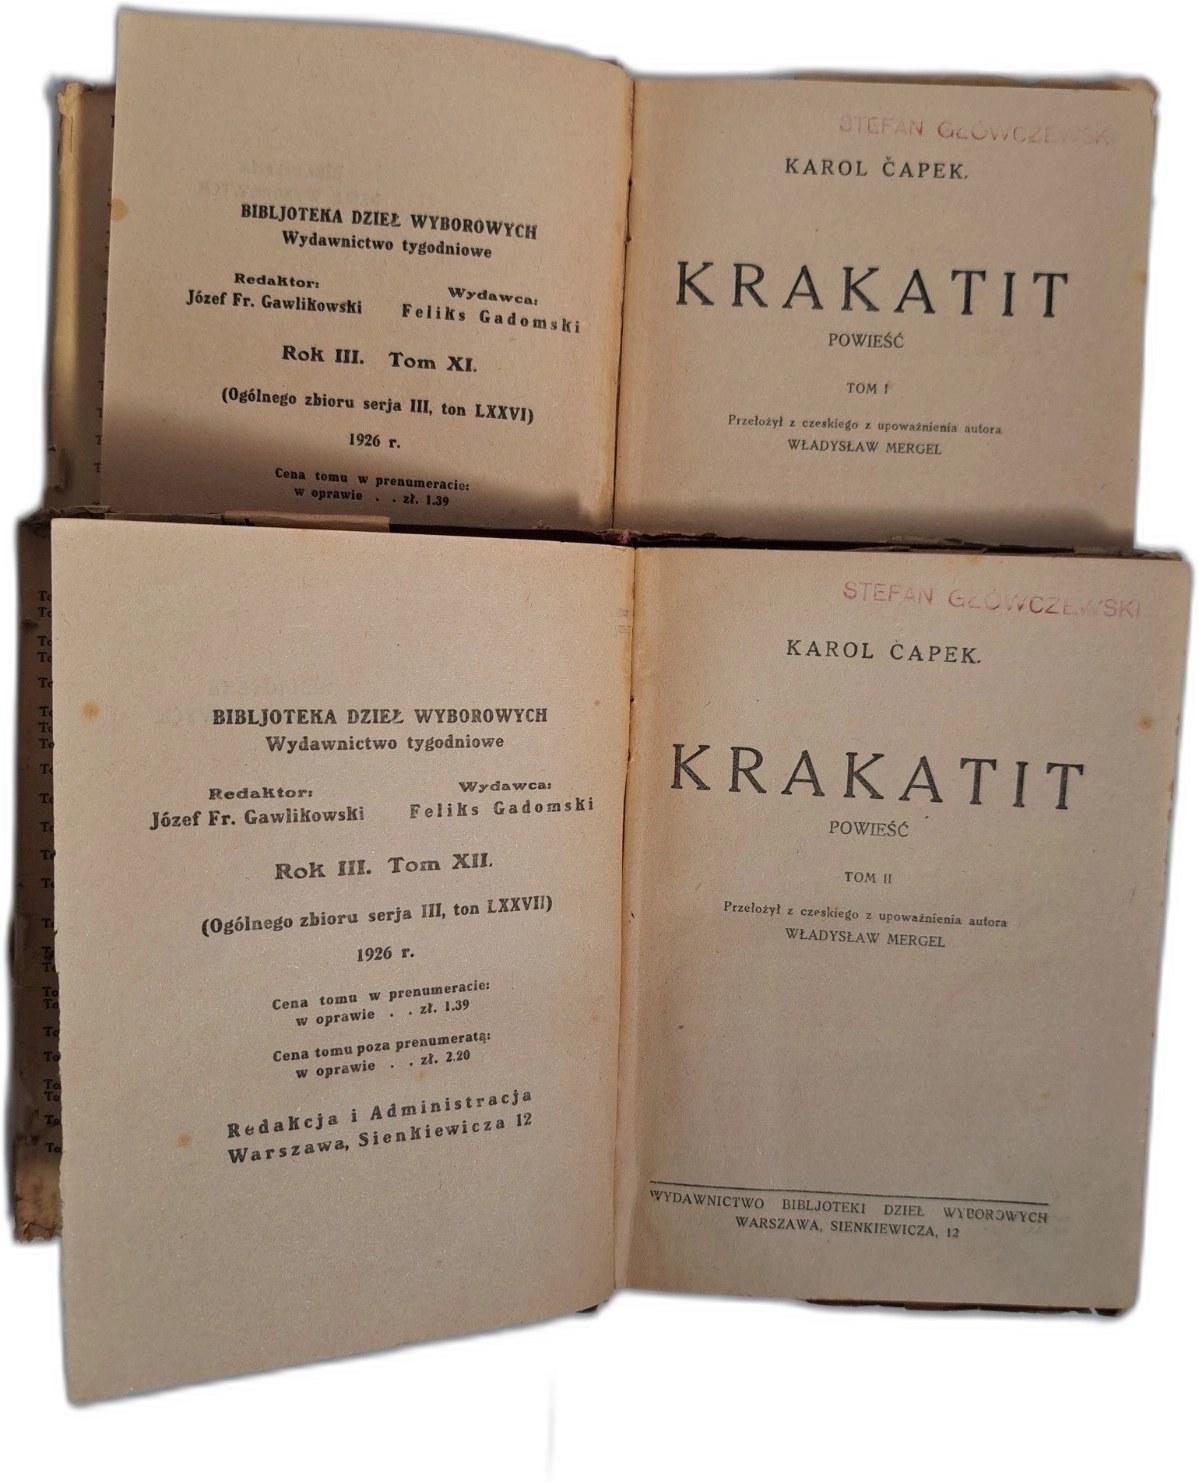 BIBLJOTEKA DZIEŁ WYBOROWYCH
Wydawnictwo tygodniowe
Redaktor:
Józef Fr. Gawlikowski
Wydawca:
Feliks Gadomski
Rok III. Tom XI.
(Ogólnego zbioru serja III, ton LXXVI)
1926 r.
Cena tomu w prenumeracie:
w oprawie . . zł. 1.39
STEFAN GŁÓWCZEWSKI
KAROL ČAPEK.
KRAKATIT
POWIEŚĆ
TOM I
Przełożył z czeskiego z upoważnienia autora
WŁADYSŁAW MERGEL
BIBLJOTEKA DZIEŁ WYBOROWYCH
Wydawnictwo tygodniowe
Redaktor:
Józef Fr. Gawlikowski
Wydawca:
Feliks Gadomski
Rok III. Tom XII.
(Ogólnego zbioru serja III, ton LXXVII)
1926 r.
Cena tomu w prenumeracie:
w oprawie . . zł. 1.39
Cena tomu poza prenumeratą:
w oprawie . . zł. 2.20
Redakcja i Administracja
Warszawa, Sienkiewicza 12
STEFAN GŁÓWCZEWSKI
KAROL ČAPEK.
KRAKATIT
POWIEŚĆ
TOM II
Przełożył z czeskiego z upoważnienia autora
WŁADYSŁAW MERGEL
WYDAWNICTWO BIBLJOTEKI DZIEŁ WYBOROWYCH
WARSZAWA, SIENKIEWICZA, 12